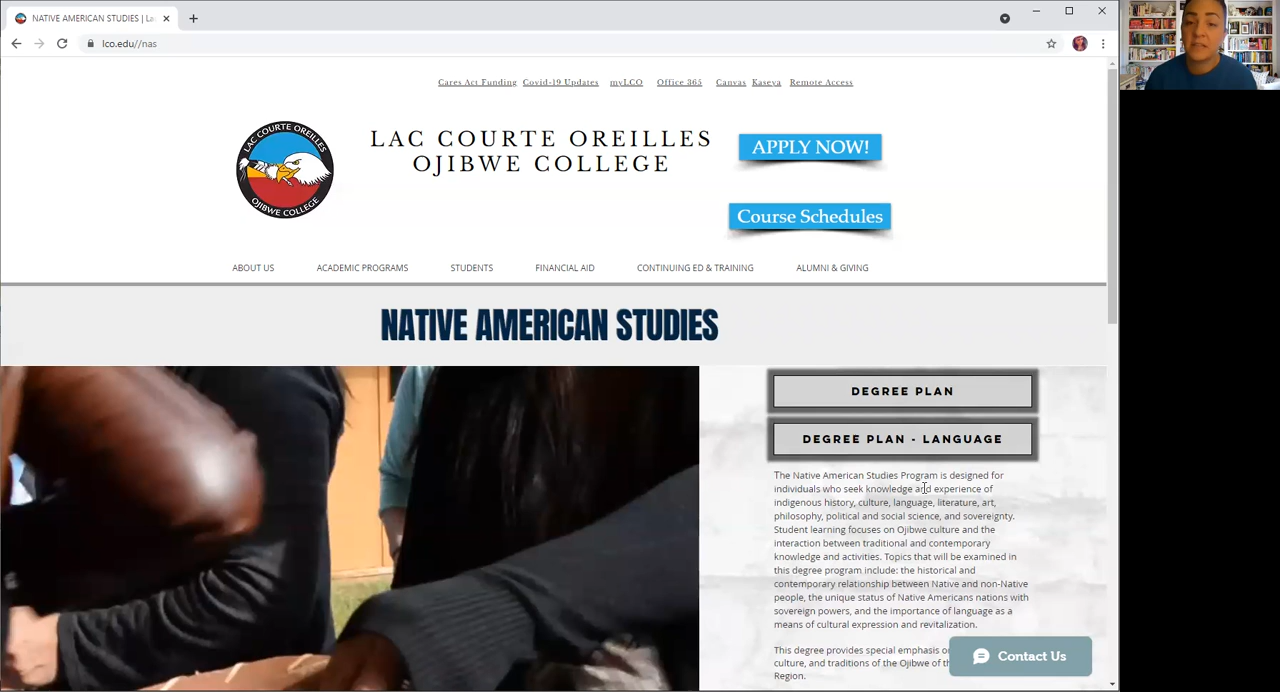 NATIVE AMERICAN STUDIES | La
lco.edu//nas
Cares Act Funding Covid-19 Updates myLCO Office 365 Canvas Kaseya Remote Access
LAC COURTE OREILLES
OJIBWE COLLEGE
LAC COURTE OREILLES
OJIBWE COLLEGE
APPLY NOW!
Course Schedules
ABOUT US ACADEMIC PROGRAMS STUDENTS FINANCIAL AID CONTINUING ED & TRAINING ALUMNI & GIVING
NATIVE AMERICAN STUDIES
DEGREE PLAN
DEGREE PLAN - LANGUAGE
The Native American Studies Program is designed for
individuals who seek knowledge and experience of
indigenous history, culture, language, literature, art,
philosophy, political and social science, and sovereignty.
Student learning focuses on Ojibwe culture and the
interaction between traditional and contemporary
knowledge and activities. Topics that will be examined in
this degree program include: the historical and
contemporary relationship between Native and non-Native
people, the unique status of Native Americans nations with
sovereign powers, and the importance of language as a
means of cultural expression and revitalization.
This degree provides special emphasis o
culture, and traditions of the Ojibwe of th
Region.
Contact Us